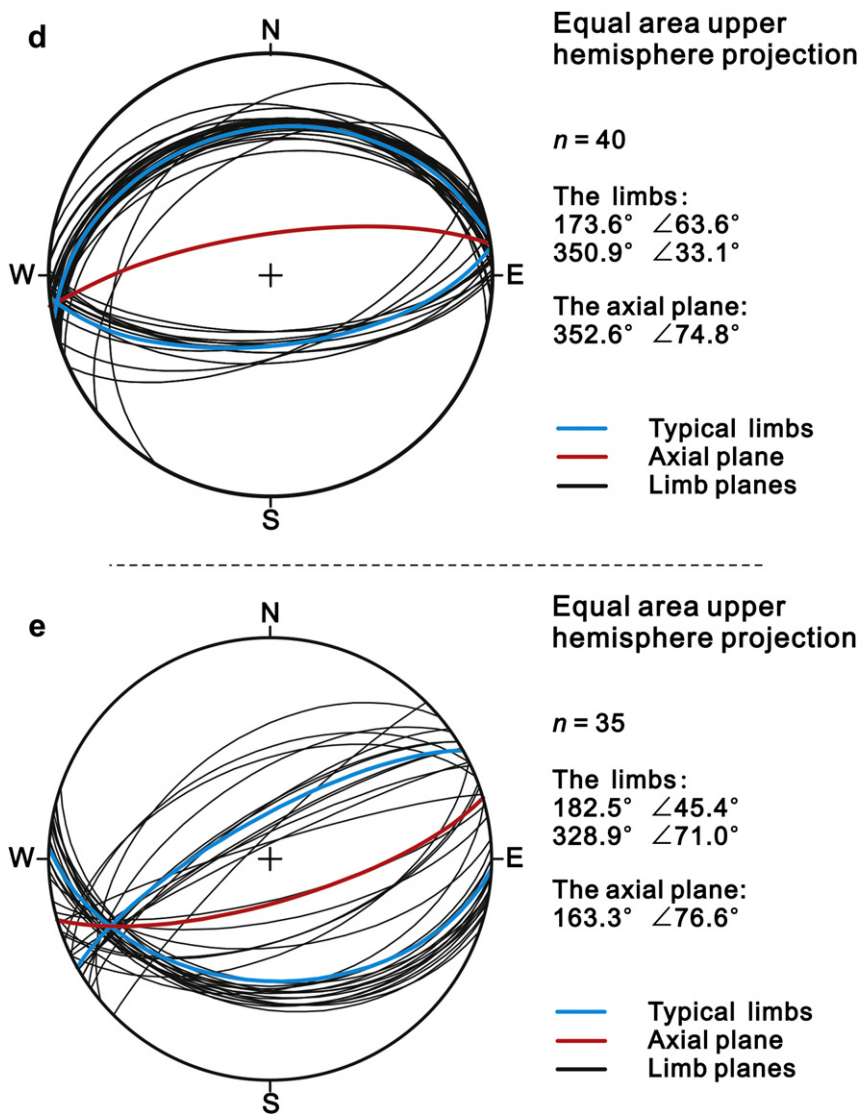 d
N
W
E
S
Equal area upper
hemisphere projection
n = 40
The limbs:
173.6° ∠63.6°
350.9° ∠33.1°
The axial plane:
352.6° ∠74.8°
Typical limbs
Axial plane
Limb planes
e
N
W
E
S
Equal area upper
hemisphere projection
n = 35
The limbs:
182.5° ∠45.4°
328.9° ∠71.0°
The axial plane:
163.3° ∠76.6°
Typical limbs
Axial plane
Limb planes